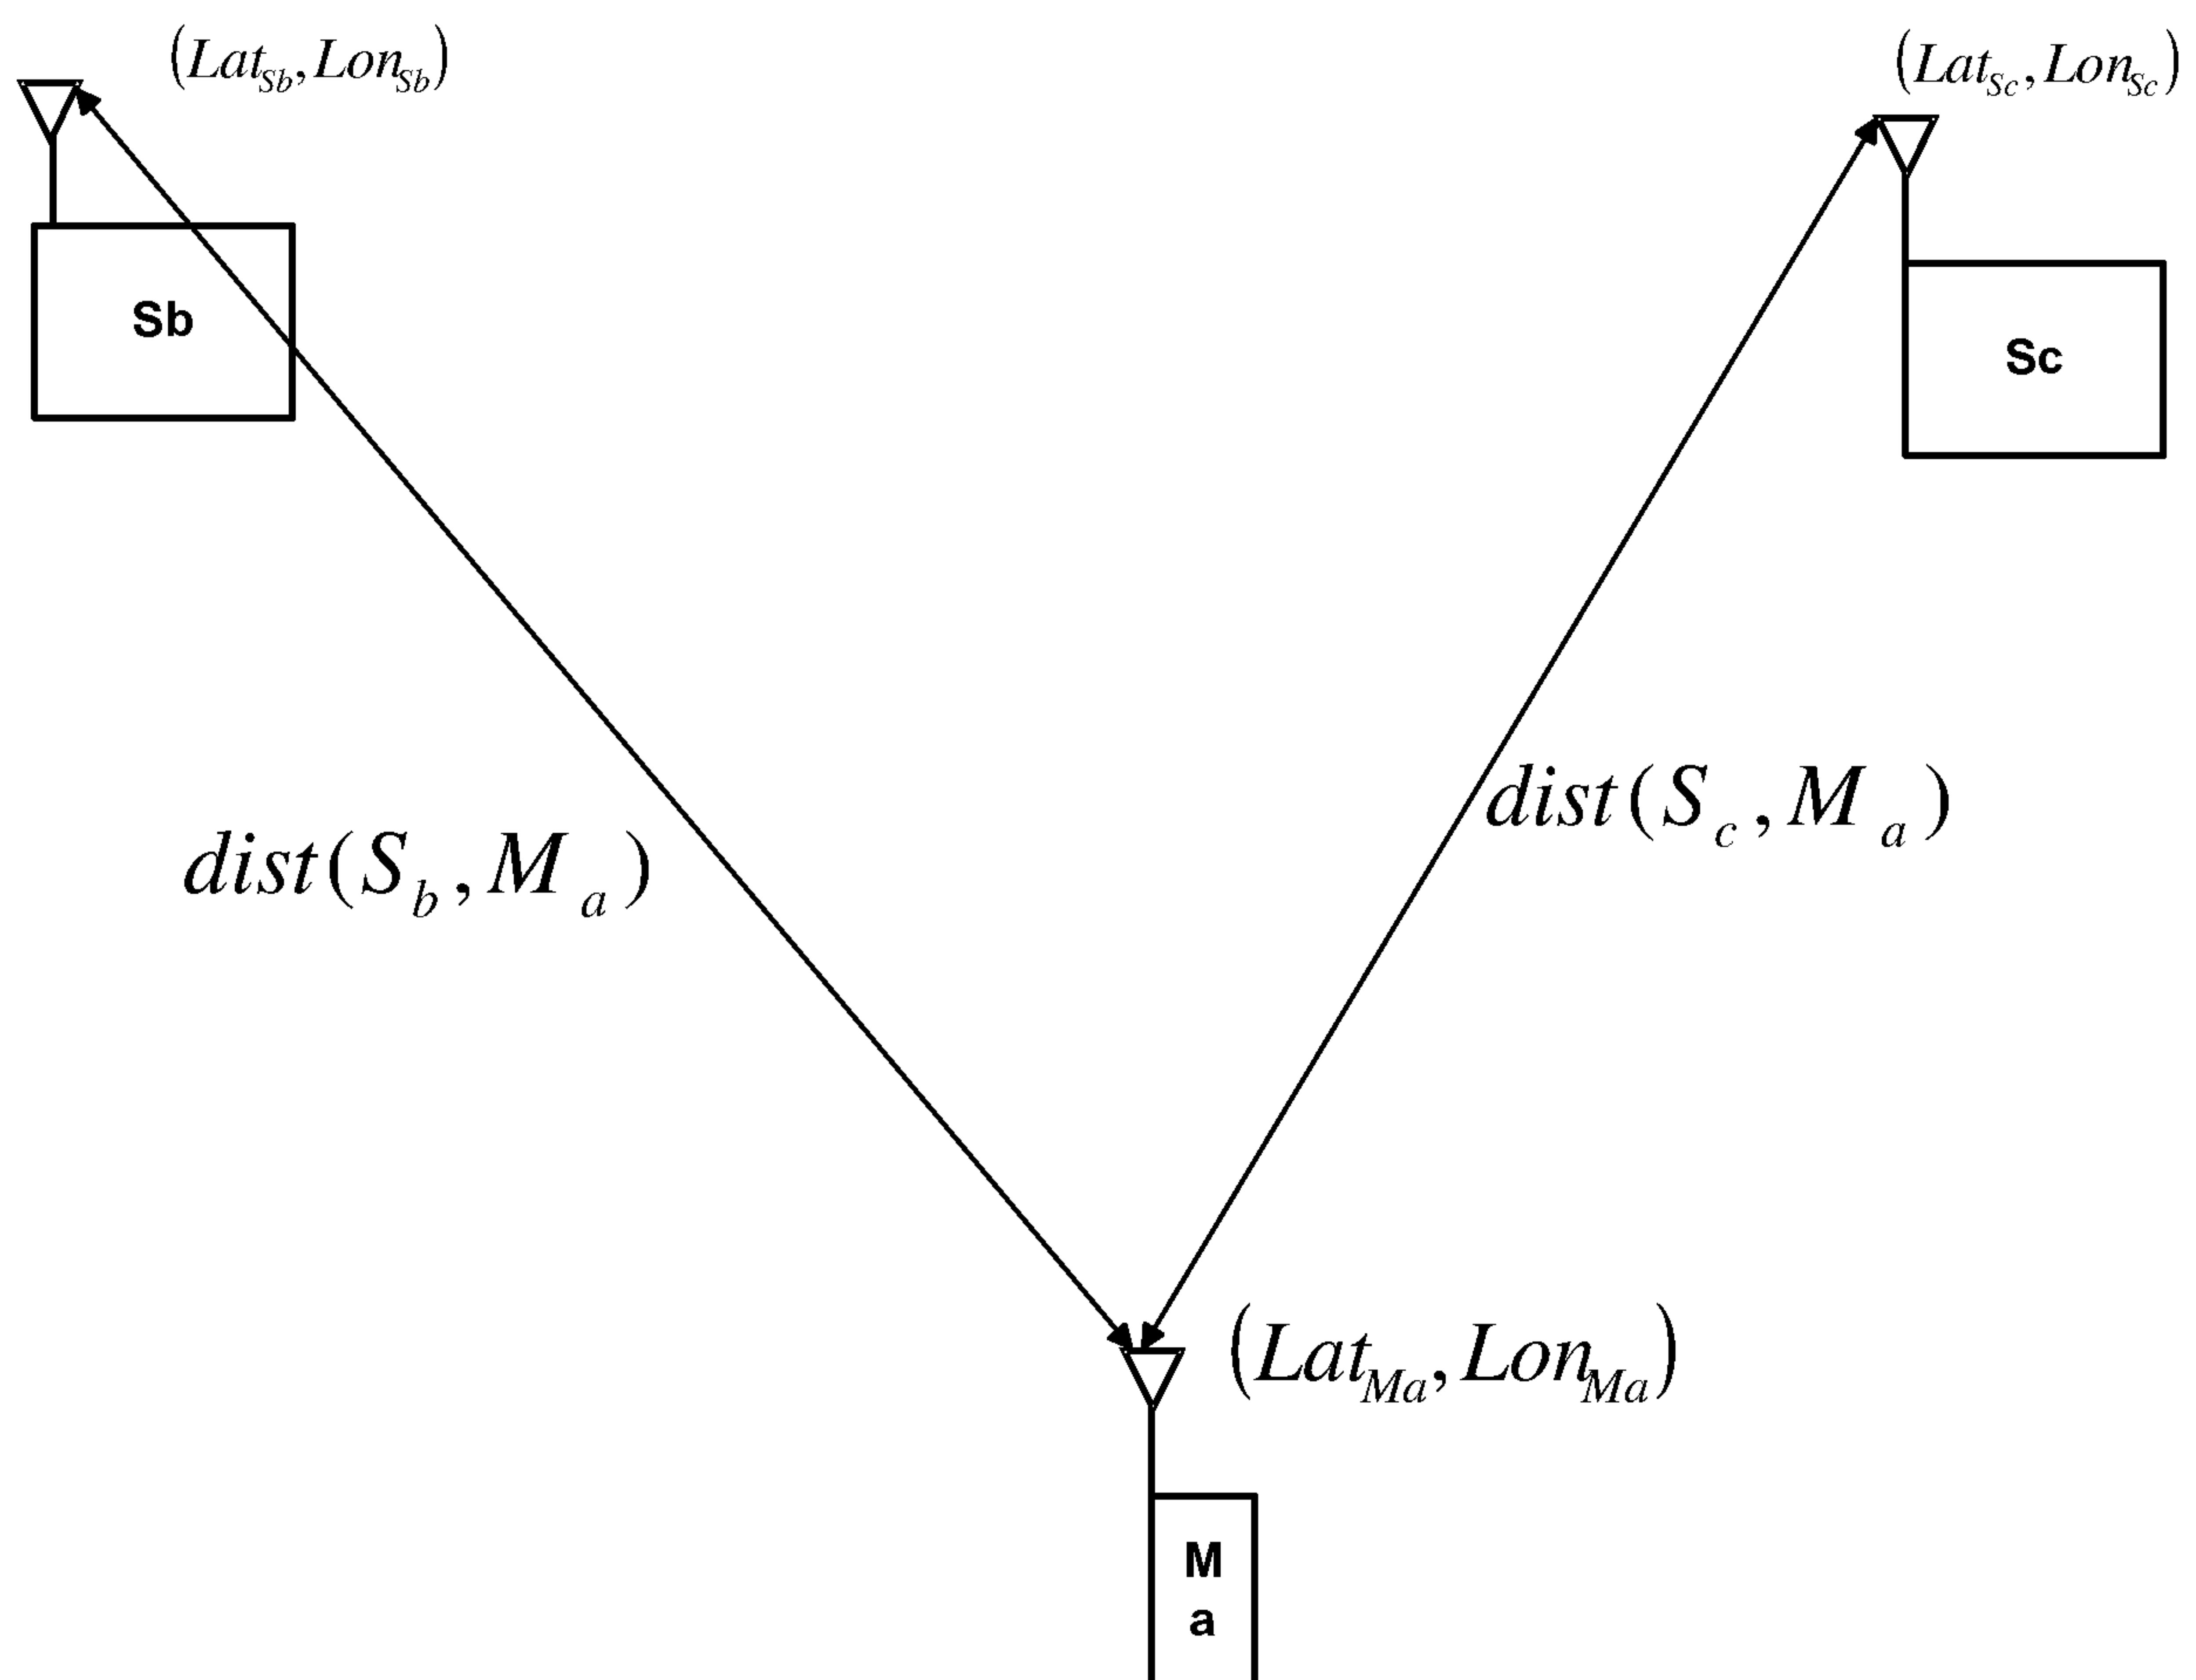 (Lat_Sb, Lon_Sb)
(Lat_Sc, Lon_Sc)
Sb
Sc
dist(S_c, M_a)
dist(S_b, M_a)
(Lat_Ma, Lon_Ma)
M
a